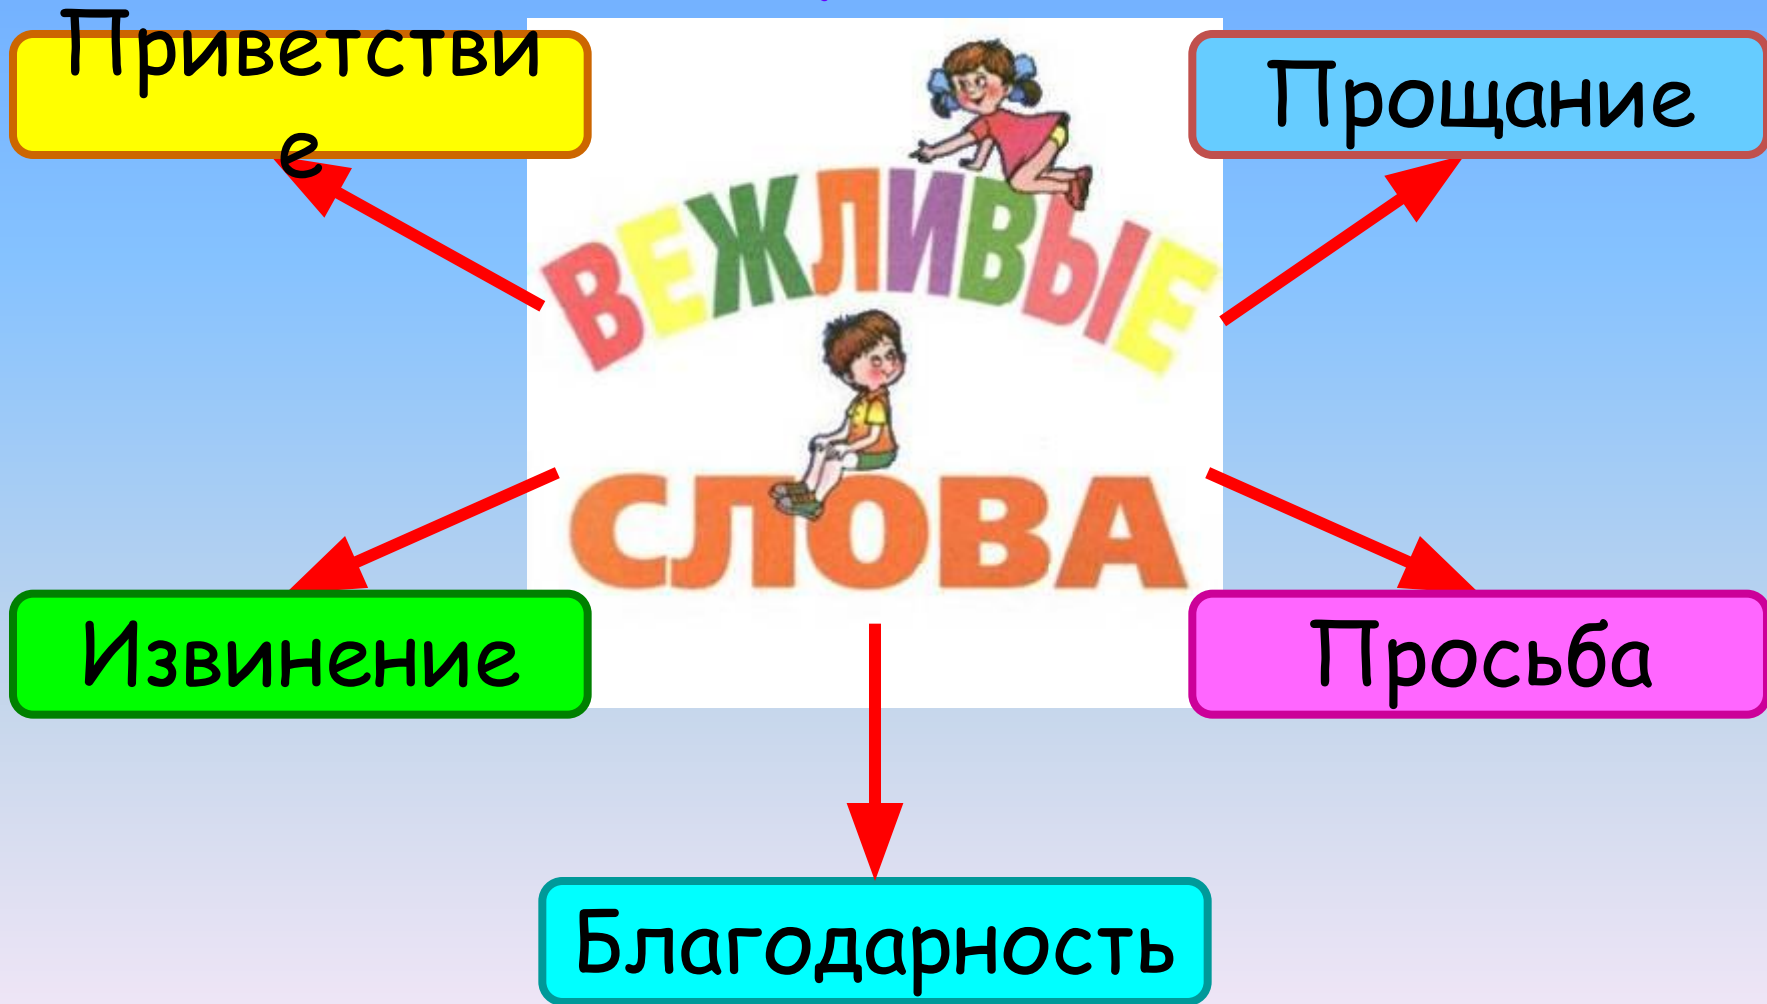 Приветстви
е
Прощание
ВЕЖЛИВЫЕ
СЛОВА
Извинение
Просьба
Благодарность